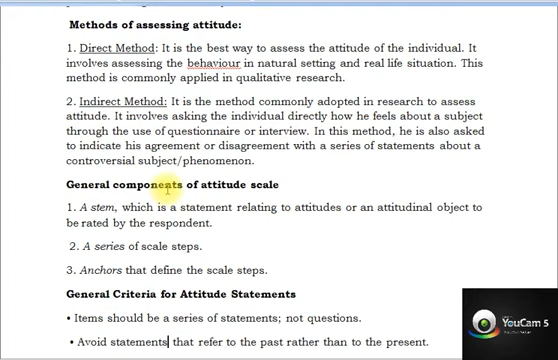 Methods of assessing attitude:
1. Direct Method: It is the best way to assess the attitude of the individual. It
involves assessing the behaviour in natural setting and real life situation. This
method is commonly applied in qualitative research.
2. Indirect Method: It is the method commonly adopted in research to assess
attitude. It involves asking the individual directly how he feels about a subject
through the use of questionnaire or interview. In this method, he is also asked
to indicate his agreement or disagreement with a series of statements about a
controversial subject/phenomenon.
General components of attitude scale
1. A stem, which is a statement relating to attitudes or an attitudinal object to
be rated by the respondent.
2. A series of scale steps.
3. Anchors that define the scale steps.
General Criteria for Attitude Statements
• Items should be a series of statements; not questions.
• Avoid statements that refer to the past rather than to the present.
YouCam 5